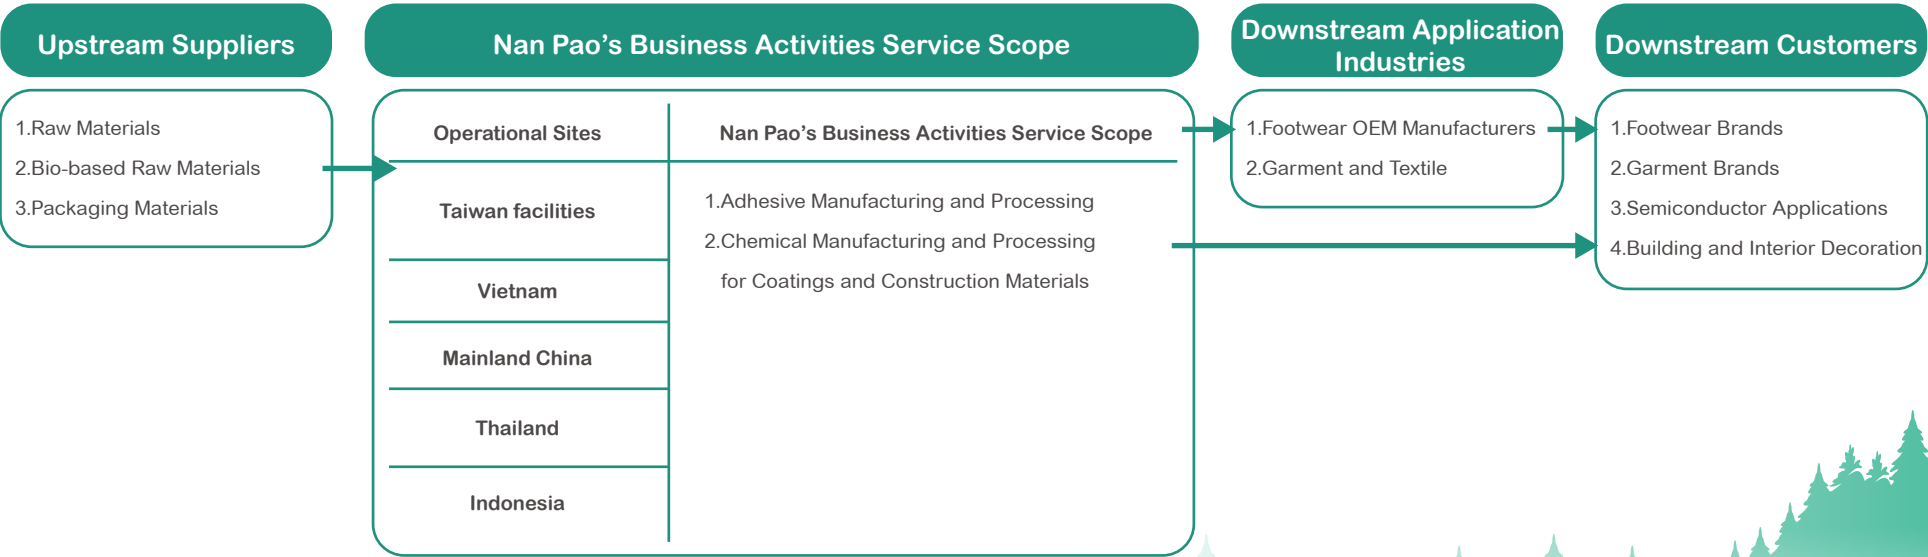 Upstream Suppliers
1.Raw Materials
2.Bio-based Raw Materials
3.Packaging Materials
Nan Pao’s Business Activities Service Scope
Operational Sites
Nan Pao’s Business Activities Service Scope
Taiwan facilities
Vietnam
Mainland China
Thailand
Indonesia
1.Adhesive Manufacturing and Processing
2.Chemical Manufacturing and Processing
for Coatings and Construction Materials
Downstream Application
Industries
1.Footwear OEM Manufacturers
2.Garment and Textile
Downstream Customers
1.Footwear Brands
2.Garment Brands
3.Semiconductor Applications
4.Building and Interior Decoration